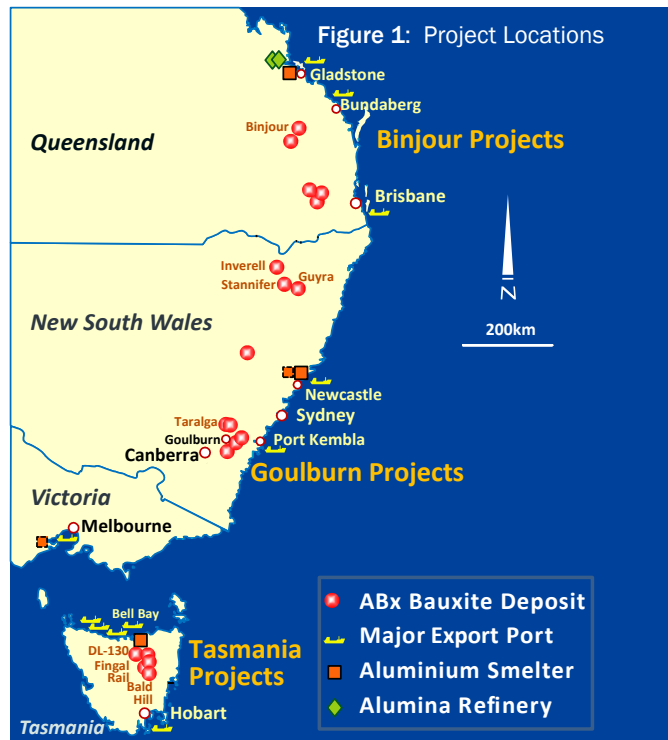 Figure 1: Project Locations
Gladstone
Bundaberg
Binjour
Queensland
Binjour Projects
Brisbane
Inverell
Stannifer
Guyra
N
200km
New South Wales
Newcastle
Sydney
Taralga
Goulburn
Port Kembla
Canberra
Goulburn Projects
Victoria
Melbourne
Bell Bay
DL-130
Fingal
Rail
Bald
Hill
Tasmania
Projects
Hobart
Tasmania
ABx Bauxite Deposit
Major Export Port
Aluminium Smelter
Alumina Refinery